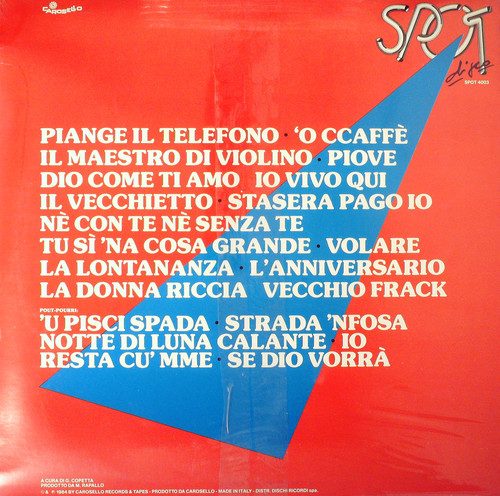 CAROSELLO
SPOT
disco
SPOT 4003
PIANGE IL TELEFONO · 'O CCAFFÈ
IL MAESTRO DI VIOLINO · PIOVE
DIO COME TI AMO IO VIVO QUI
IL VECCHIETTO · STASERA PAGO IO
NÈ CON TE NÈ SENZA TE
TU SÌ 'NA COSA GRANDE · VOLARE
LA LONTANANZA · L'ANNIVERSARIO
LA DONNA RICCIA VECCHIO FRACK
POUT-POURRI:
'U PISCI SPADA · STRADA 'NFOSA
NOTTE DI LUNA CALANTE · IO
RESTA CU' MME · SE DIO VORRÀ
A CURA DI G. COPETTA
PRODOTTO DA M. RAPALLO
© & ℗ 1984 BY CAROSELLO RECORDS & TAPES - PRODOTTO DA CAROSELLO - MADE IN ITALY - DISTR. DISCHI RICORDI spa